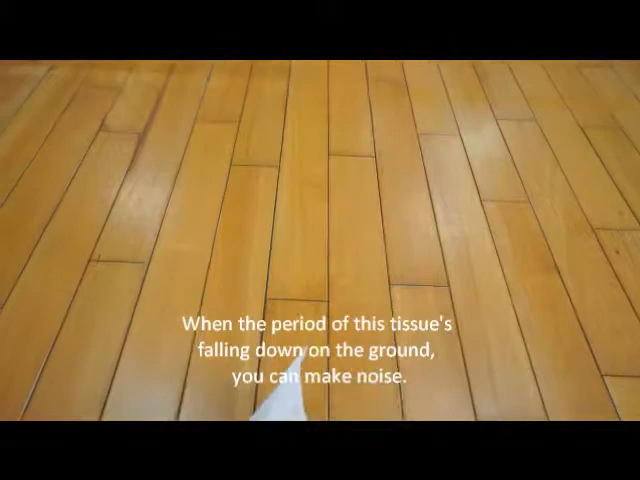 When the period of this tissue's
falling down on the ground,
you can make noise.